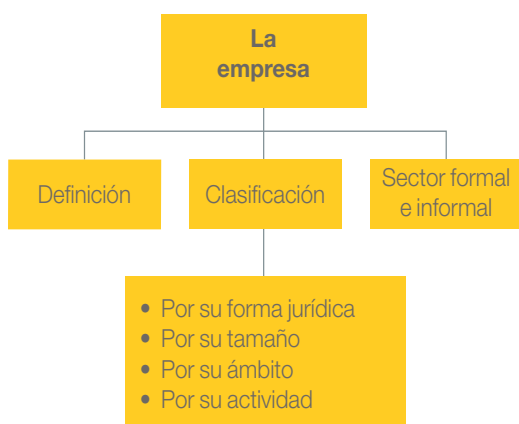 La
empresa
Definición
Clasificación
Sector formal
e informal
• Por su forma jurídica
• Por su tamaño
• Por su ámbito
• Por su actividad